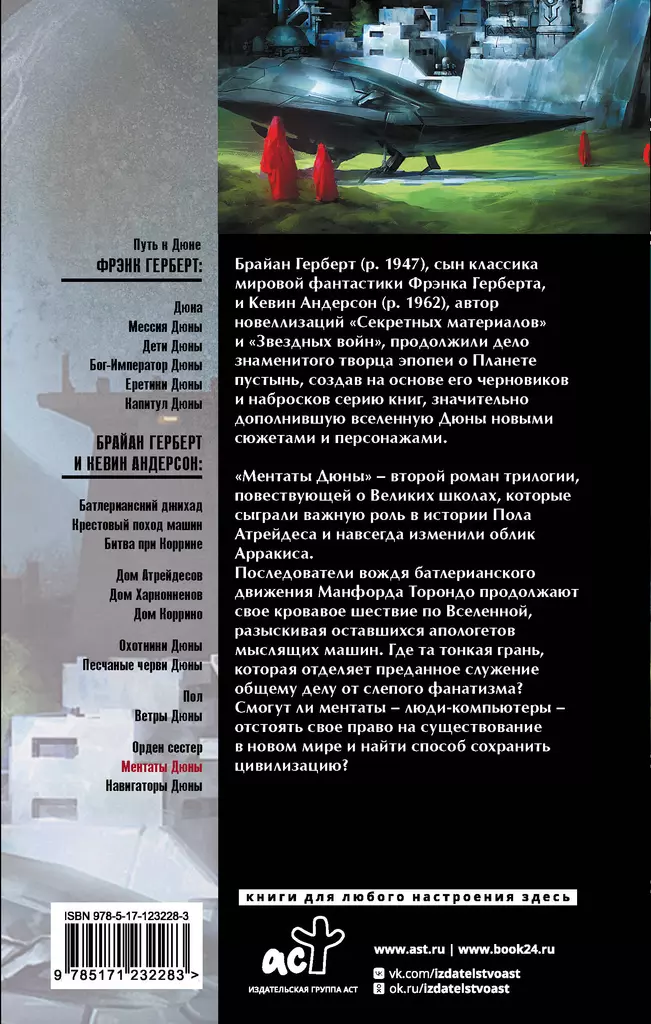 Путь к Дюне
ФРЭНК ГЕРБЕРТ:
Дюна
Мессия Дюны
Дети Дюны
Бог-Император Дюны
Еретики Дюны
Капитул Дюны
БРАЙАН ГЕРБЕРТ
И КЕВИН АНДЕРСОН:
Батлерианский джихад
Крестовый поход машин
Битва при Коррине
Дом Атрейдесов
Дом Харконненов
Дом Коррино
Охотники Дюны
Песчаные черви Дюны
Пол
Ветры Дюны
Орден сестер
Ментаты Дюны
Навигаторы Дюны
Брайан Герберт (р. 1947), сын классика
мировой фантастики Фрэнка Герберта,
и Кевин Андерсон (р. 1962), автор
новеллизаций «Секретных материалов»
и «Звездных войн», продолжили дело
знаменитого творца эпопеи о Планете
пустынь, создав на основе его черновиков
и набросков серию книг, значительно
дополнившую вселенную Дюны новыми
сюжетами и персонажами.
«Ментаты Дюны» – второй роман трилогии,
повествующей о Великих школах, которые
сыграли важную роль в истории Пола
Атрейдеса и навсегда изменили облик
Арракиса.
Последователи вождя батлерианского
движения Манфорда Торондо продолжают
свое кровавое шествие по Вселенной,
разыскивая оставшихся апологетов
мыслящих машин. Где та тонкая грань,
которая отделяет преданное служение
общему делу от слепого фанатизма?
Смогут ли ментаты – люди-компьютеры –
отстоять свое право на существование
в новом мире и найти способ сохранить
цивилизацию?
книги для любого настроения здесь
ISBN 978-5-17-123228-3
9 785171 232283>
аст
ИЗДАТЕЛЬСКАЯ ГРУППА АСТ
www.ast.ru | www.book24.ru
vk.com/izdatelstvoast
ok.ru/izdatelstvoast